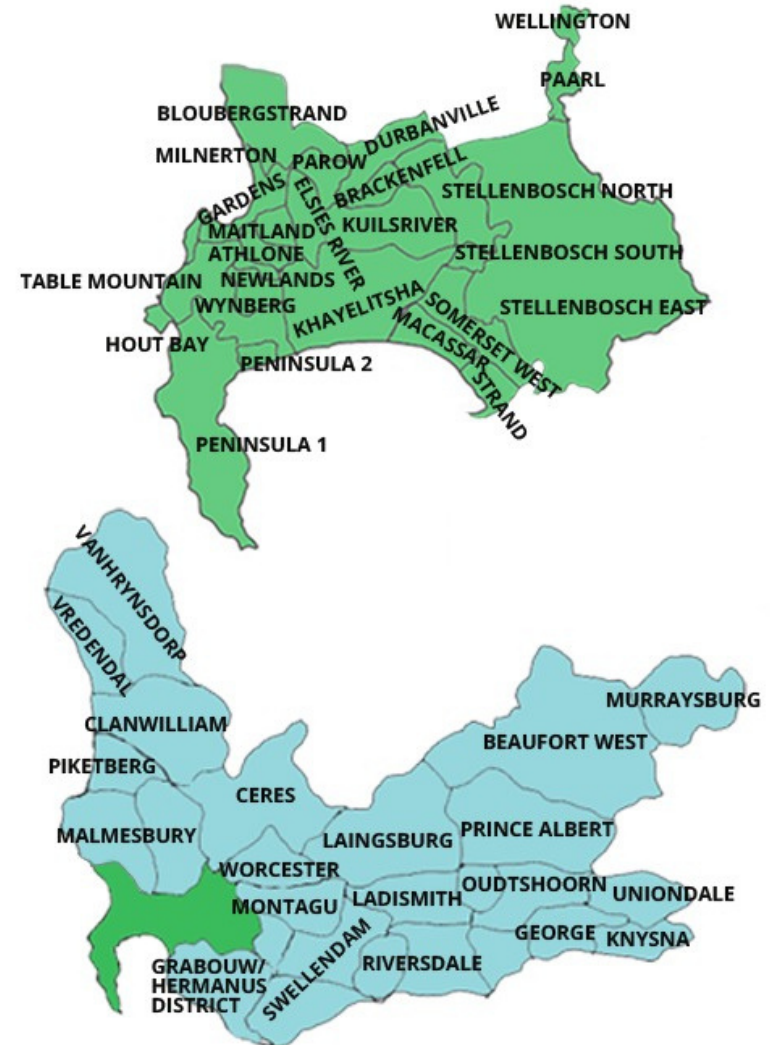 WELLINGTON
PAARL
BLOUBERGSTRAND
DURBANVILLE
MILNERTON
PAROW
BRACKENFELL
GARDENS
ELSIES RIVER
STELLENBOSCH NORTH
MAITLAND
KUILSRIVER
ATHLONE
STELLENBOSCH SOUTH
TABLE MOUNTAIN
NEWLANDS
WYNBERG
KHAYELITSHA
SOMERSET WEST
STELLENBOSCH EAST
MACASSAR
HOUT BAY
PENINSULA 2
STRAND
PENINSULA 1
VANHRYNSDORP
VREDENDAL
MURRAYSBURG
CLANWILLIAM
BEAUFORT WEST
PIKETBERG
CERES
MALMESBURY
LAINGSBURG
PRINCE ALBERT
WORCESTER
OUDTSHOORN
UNIONDALE
MONTAGU
LADISMITH
GEORGE
KNYSNA
SWELLENDAM
RIVERSDALE
GRABOUW/
HERMANUS
DISTRICT